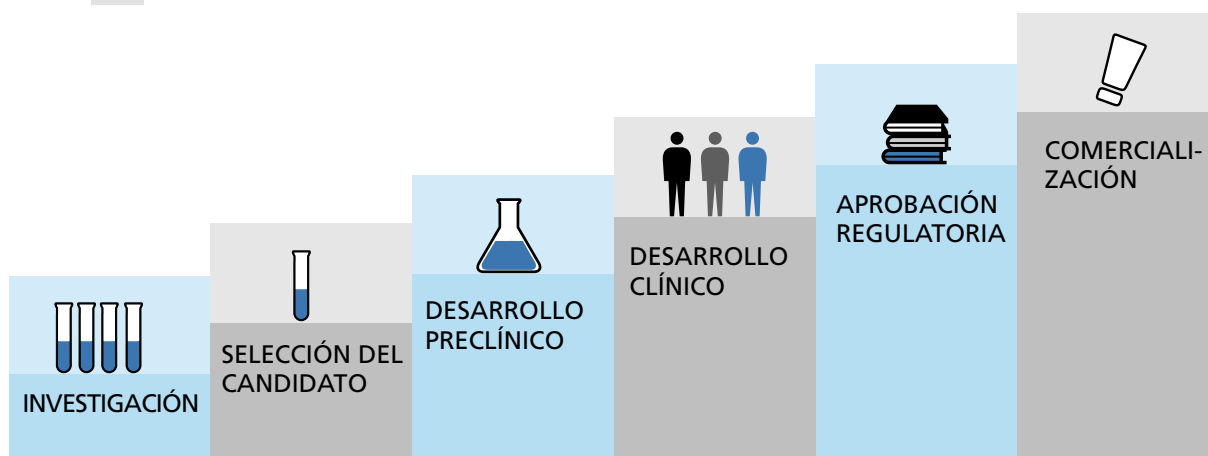 INVESTIGACIÓN
SELECCIÓN DEL
CANDIDATO
DESARROLLO
PRECLÍNICO
DESARROLLO
CLÍNICO
APROBACIÓN
REGULATORIA
COMERCIALI-
ZACIÓN